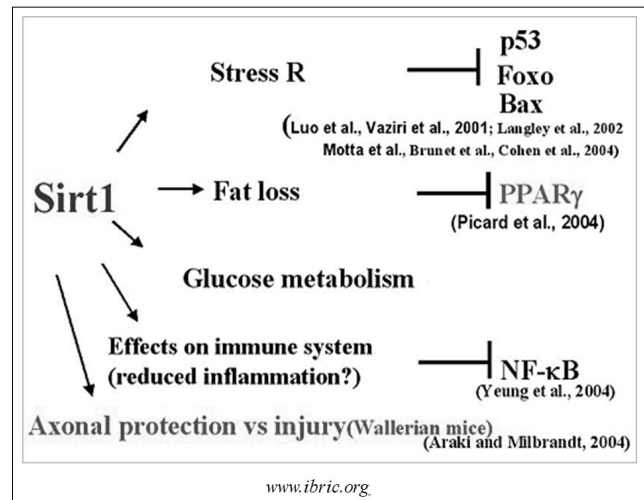 Stress R
p53
Foxo
Bax
(Luo et al., Vaziri et al., 2001; Langley et al., 2002
Motta et al., Brunet et al., Cohen et al., 2004)
Sirt1
Fat loss
PPARγ
(Picard et al., 2004)
Glucose metabolism
Effects on immune system
(reduced inflammation?)
NF-κB
(Yeung et al., 2004)
Axonal protection vs injury(Wallerian mice)
(Araki and Milbrandt, 2004)
www.ibric.org